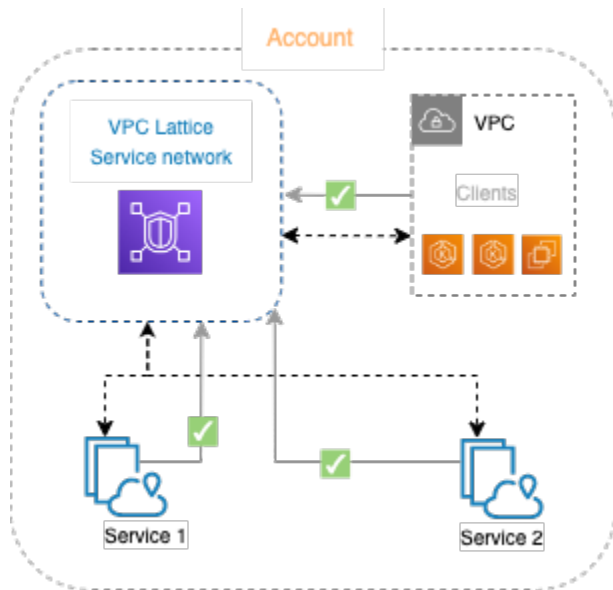 Account
VPC Lattice
Service network
VPC
Clients
Service 1
Service 2